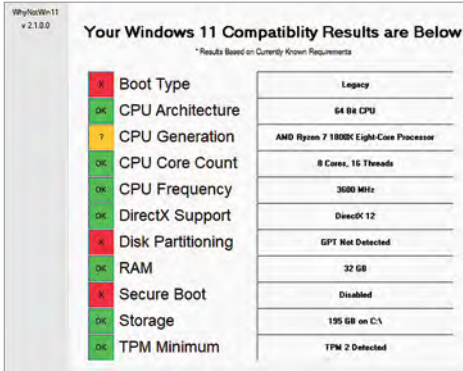 WhyNotWin11
v 2.1.0.0
Your Windows 11 Compatiblity Results are Below
* Results Based on Currently Known Requirements
X Boot Type Legacy
OK CPU Architecture 64 Bit CPU
? CPU Generation AMD Ryzen 7 1800X Eight-Core Processor
OK CPU Core Count 8 Cores, 16 Threads
OK CPU Frequency 3600 MHz
OK DirectX Support DirectX 12
X Disk Partitioning GPT Not Detected
OK RAM 32 GB
X Secure Boot Disabled
OK Storage 195 GB on C:\
OK TPM Minimum TPM 2 Detected